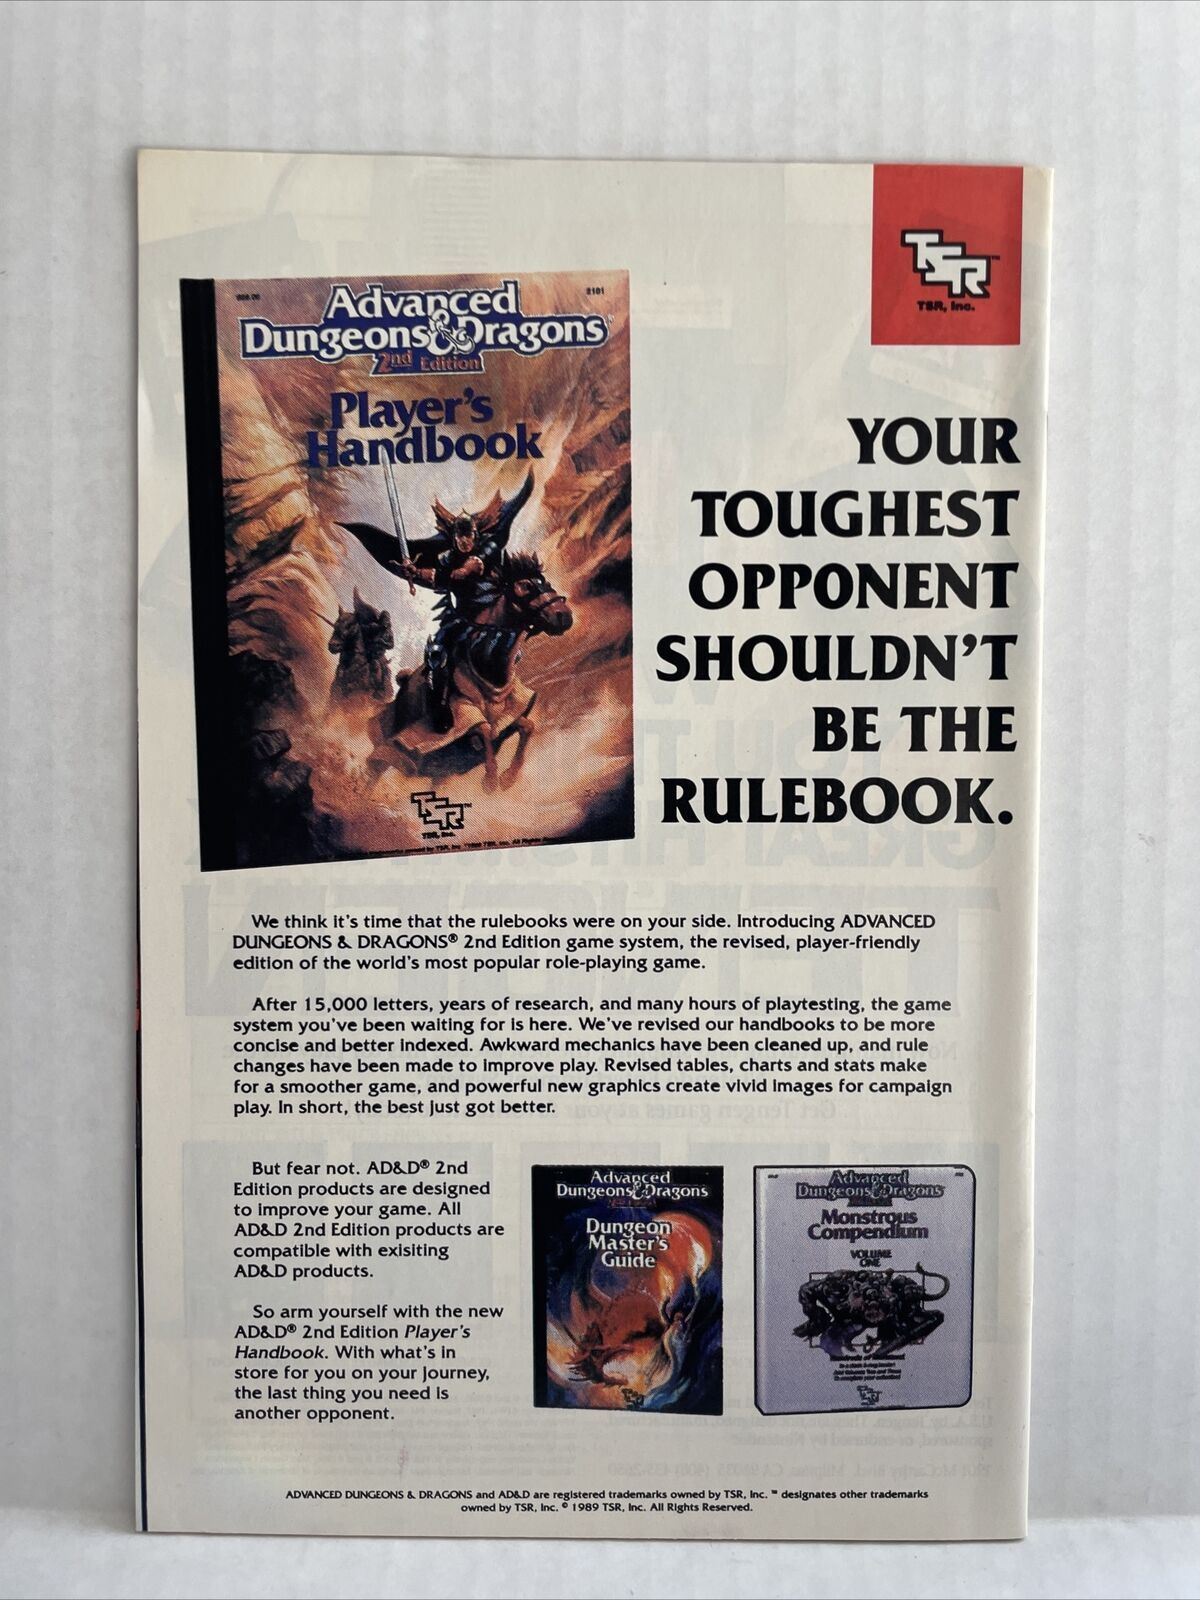 TSR™
TSR, Inc.
2101
Advanced
Dungeons & Dragons™
2nd Edition
Player's
Handbook
TSR™
TSR, Inc.
YOUR
TOUGHEST
OPPONENT
SHOULDN'T
BE THE
RULEBOOK.
We think it's time that the rulebooks were on your side. Introducing ADVANCED
DUNGEONS & DRAGONS® 2nd Edition game system, the revised, player-friendly
edition of the world's most popular role-playing game.
After 15,000 letters, years of research, and many hours of playtesting, the game
system you've been waiting for is here. We've revised our handbooks to be more
concise and better indexed. Awkward mechanics have been cleaned up, and rule
changes have been made to improve play. Revised tables, charts and stats make
for a smoother game, and powerful new graphics create vivid images for campaign
play. In short, the best just got better.
But fear not. AD&D® 2nd
Edition products are designed
to improve your game. All
AD&D 2nd Edition products are
compatible with exisiting
AD&D products.
So arm yourself with the new
AD&D® 2nd Edition Player's
Handbook. With what's in
store for you on your journey,
the last thing you need is
another opponent.
Advanced
Dungeons & Dragons
Dungeon
Master's
Guide
TSR
Advanced
Dungeons & Dragons
Monstrous
Compendium
VOLUME
ONE
TSR
ADVANCED DUNGEONS & DRAGONS and AD&D are registered trademarks owned by TSR, Inc. ™ designates other trademarks
owned by TSR, Inc. © 1989 TSR, Inc. All Rights Reserved.